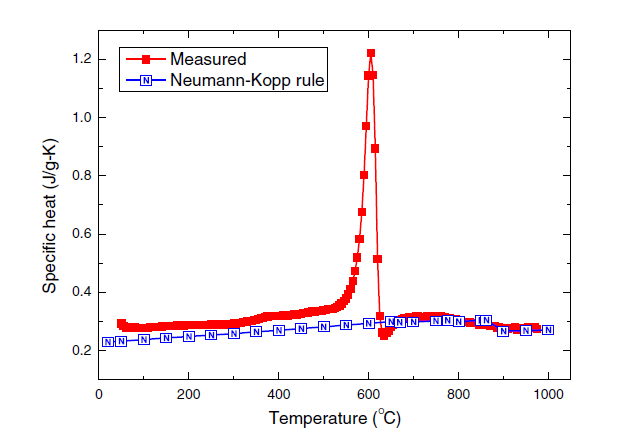 Measured
N Neumann-Kopp rule
1.2
1.0
0.8
0.6
0.4
0.2
Specific heat (J/g-K)
0 200 400 600 800 1000
Temperature (°C)
N N N N N N N N N N N N N N N N N N N N N N N N